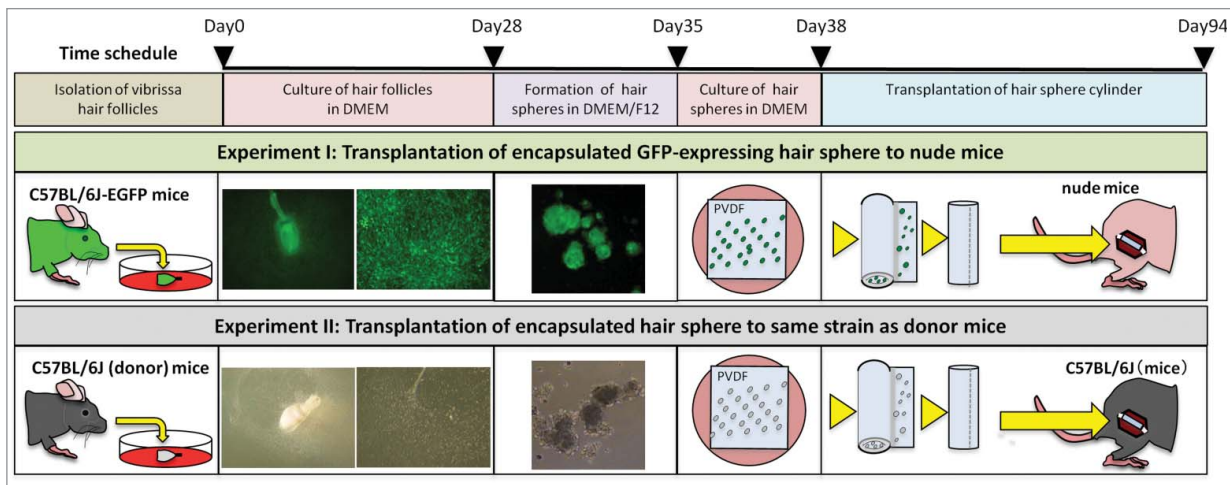 Day0 Day28 Day35 Day38 Day94
Time schedule
Isolation of vibrissa
hair follicles
Culture of hair follicles
in DMEM
Formation of hair
spheres in DMEM/F12
Culture of hair
spheres in DMEM
Transplantation of hair sphere cylinder
Experiment I: Transplantation of encapsulated GFP-expressing hair sphere to nude mice
C57BL/6J-EGFP mice
PVDF
nude mice
Experiment II: Transplantation of encapsulated hair sphere to same strain as donor mice
C57BL/6J (donor) mice
PVDF
C57BL/6J (mice)